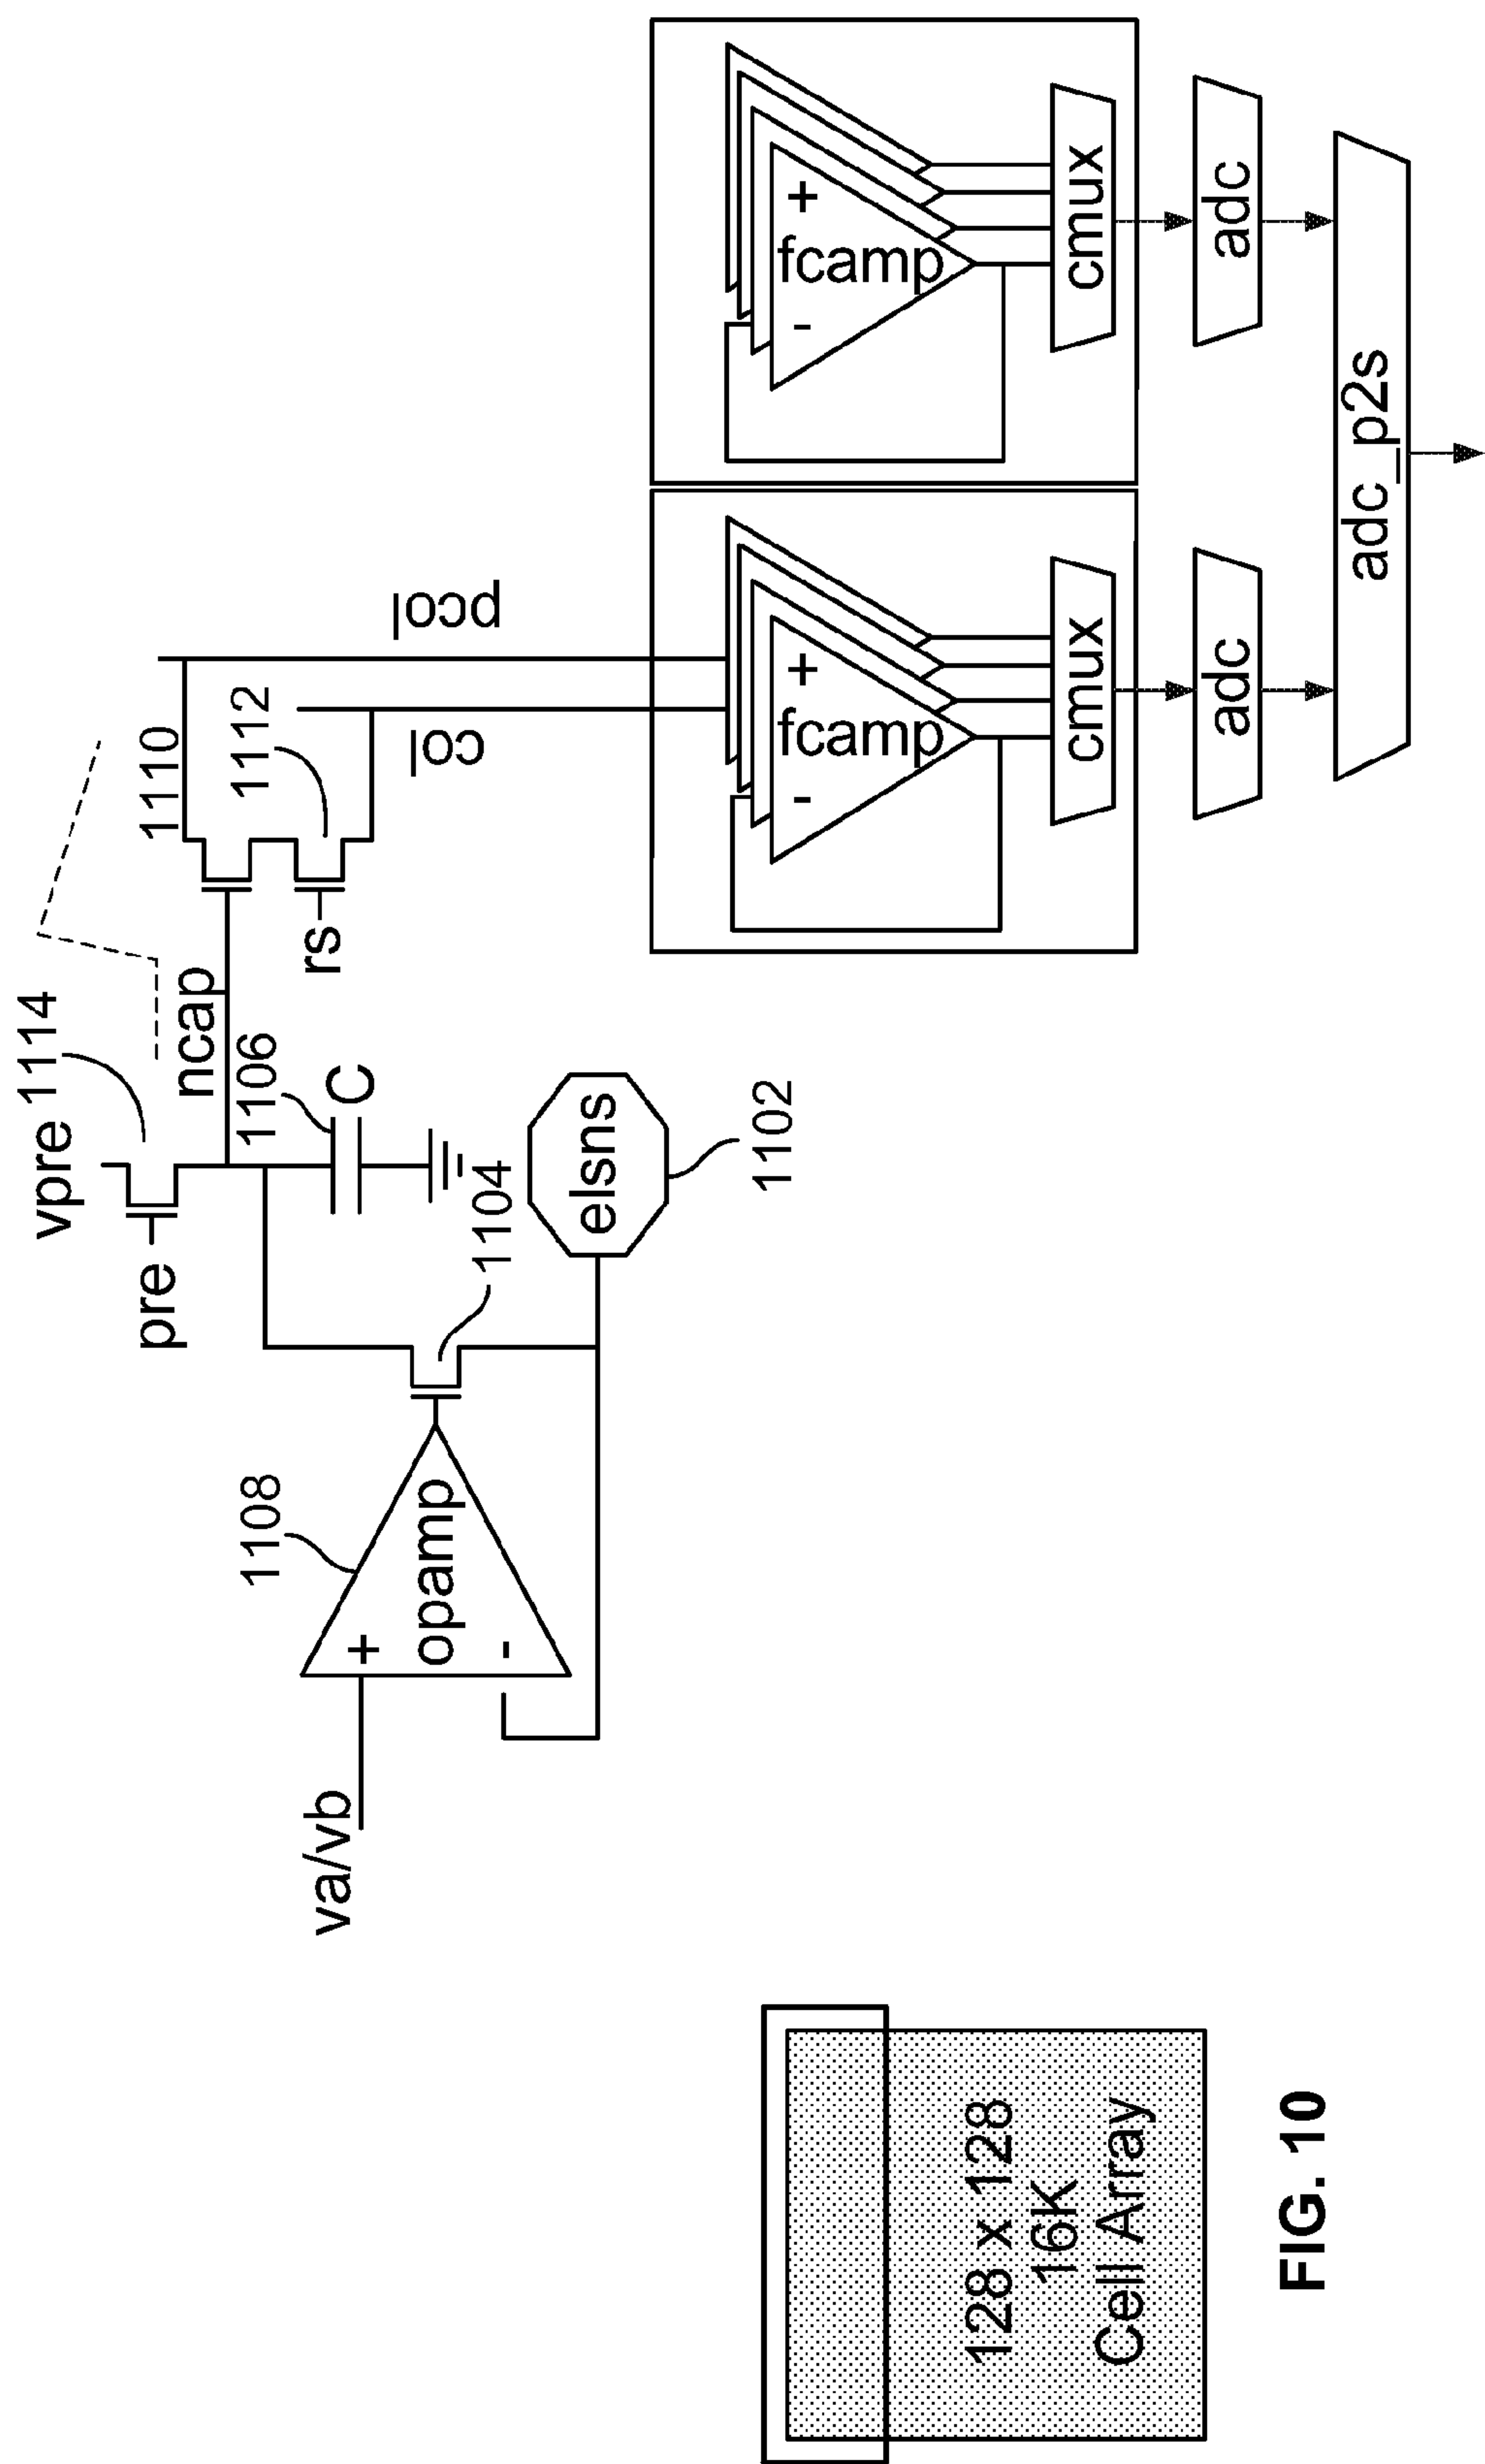 vpre
1114
pre
ncap
1106
C
1110
1112
rs
pcol
col
va/vb
+
opamp
-
1108
1104
elsns
1102
+
fcamp
-
cmux
adc
+
fcamp
-
cmux
adc
adc_p2s
128 x 128
16K
Cell Array
FIG. 10